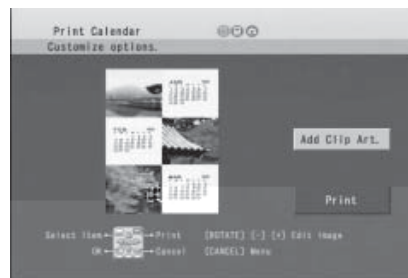 Print Calendar
Customize options.
Add Clip Art.
Print
Select Item Print [ROTATE] [-] [+] Edit image
OK Cancel [CANCEL] Menu